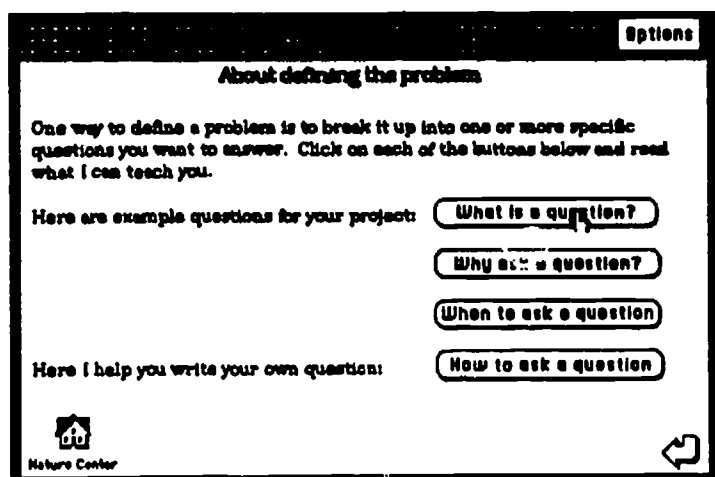 Options
About defining the problem
One way to define a problem is to break it up into one or more specific
questions you want to answer. Click on each of the buttons below and read
what I can teach you.
Here are example questions for your project: What is a question?
Why ask a question?
When to ask a question
Here I help you write your own question: How to ask a question
Nature Center